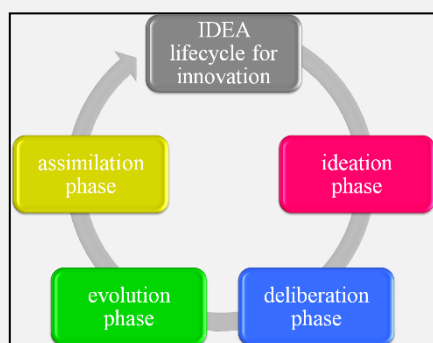 IDEA
lifecycle for
innovation
ideation
phase
deliberation
phase
evolution
phase
assimilation
phase